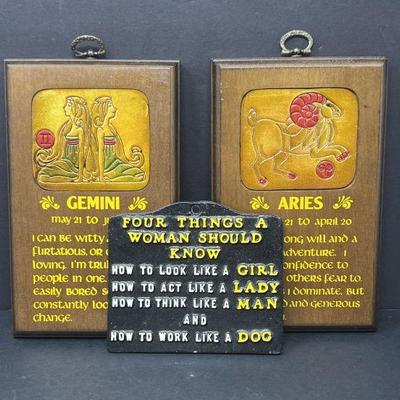 II
GEMINI
may 21 to
I can be witty
flirtatious, or
loving. I'm
people in one.
easily bored
constantly
change.
ARIES
21 to april 20
ong will and a
adventure. I
confidence to
others fear to.
dominate. But
and generous
FOUR THINGS A
WOMAN SHOULD
KNOW
HOW TO LOOK LIKE A GIRL
HOW TO ACT LIKE A LADY
HOW TO THINK LIKE A MAN
AND
HOW TO WORK LIKE A DOG